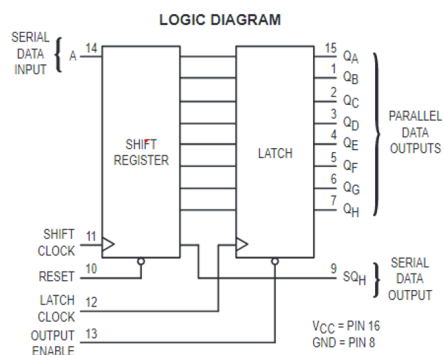 LOGIC DIAGRAM
SERIAL
DATA
INPUT
A
14
SHIFT
REGISTER
LATCH
15 QA
1 QB
2 QC
3 QD
4 QE
5 QF
6 QG
7 QH
PARALLEL
DATA
OUTPUTS
SHIFT
CLOCK
11
RESET
10
LATCH
CLOCK
12
OUTPUT
ENABLE
13
9 SQH
SERIAL
DATA
OUTPUT
VCC = PIN 16
GND = PIN 8